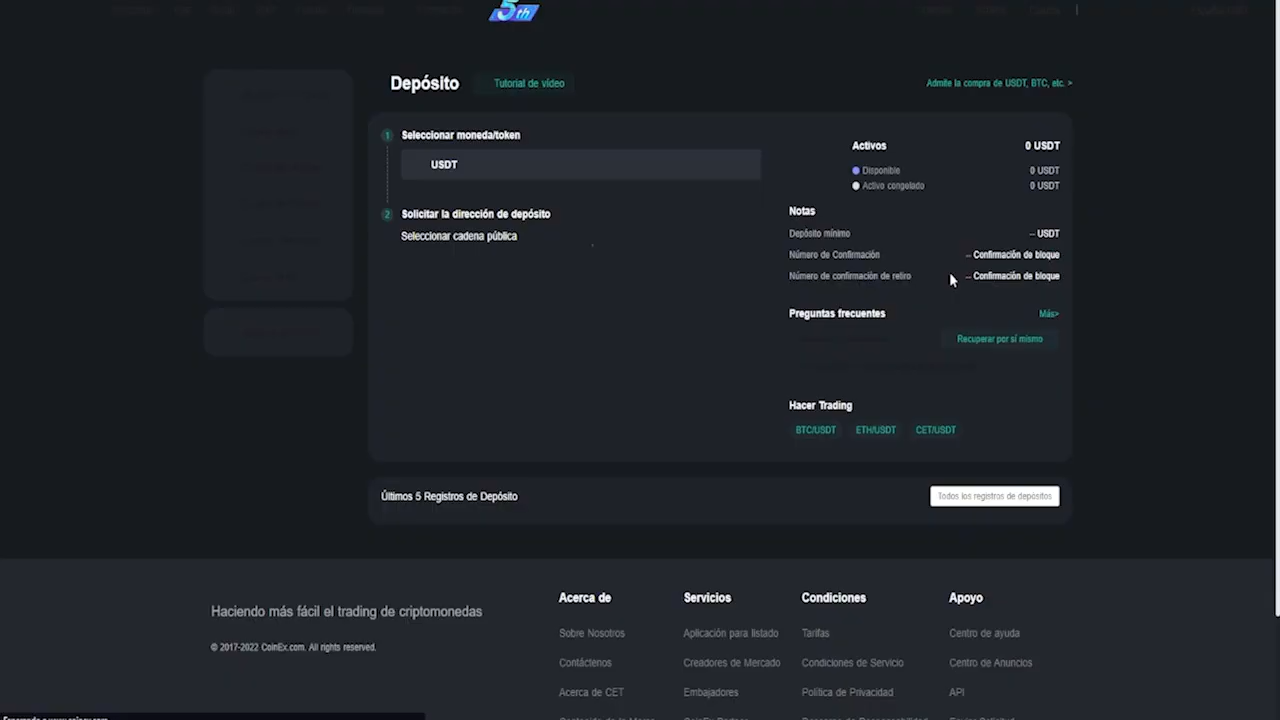 5th
Depósito
Tutorial de vídeo
Admite la compra de USDT, BTC, etc. >
1
Seleccionar moneda/token
USDT
2
Solicitar la dirección de depósito
Seleccionar cadena pública
Activos
0 USDT
Disponible
0 USDT
Activo congelado
0 USDT
Notas
Depósito mínimo
-- USDT
Número de Confirmación
-- Confirmación de bloque
Número de confirmación de retiro
-- Confirmación de bloque
Preguntas frecuentes
Más>
Recuperar por sí mismo
Hacer Trading
BTC/USDT
ETH/USDT
CET/USDT
Últimos 5 Registros de Depósito
Todos los registros de depósitos
Haciendo más fácil el trading de criptomonedas
© 2017-2022 CoinEx.com. All rights reserved.
Acerca de
Sobre Nosotros
Contáctenos
Acerca de CET
Servicios
Aplicación para listado
Creadores de Mercado
Embajadores
Condiciones
Tarifas
Condiciones de Servicio
Política de Privacidad
Apoyo
Centro de ayuda
Centro de Anuncios
API